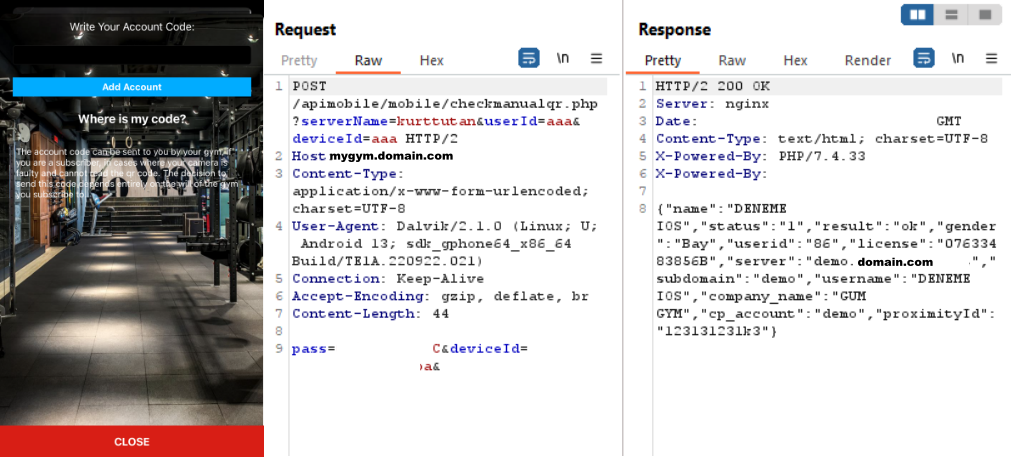 Write Your Account Code:
Add Account
Where is my code?
The account code can be sent to you by your gym, if
you are a subscriber, in cases where your camera is
faulty and cannot read the qr code. The decision to
send this code depends entirely on the will of the gym
you subscribe to.
CLOSE
Request
Pretty Raw Hex \n
1 POST
/apimobile/mobile/checkmanualqr.php
?serverName=kurttutan&userId=aaa&
deviceId=aaa HTTP/2
2 Host mygym.domain.com
3 Content-Type:
application/x-www-form-urlencoded;
charset=UTF-8
4 User-Agent: Dalvik/2.1.0 (Linux; U;
Android 13; sdk_gphone64_x86_64
Build/TE1A.220922.021)
5 Connection: Keep-Alive
6 Accept-Encoding: gzip, deflate, br
7 Content-Length: 44
8
9 pass= C&deviceId=
a&
Response
Pretty Raw Hex Render \n
1 HTTP/2 200 OK
2 Server: nginx
3 Date: GMT
4 Content-Type: text/html; charset=UTF-8
5 X-Powered-By: PHP/7.4.33
6 X-Powered-By:
7
8 {"name":"DENEME
IOS","status":"1","result":"ok","gender
":"Bay","userid":"86","license":"076334
83856B","server":"demo.domain.com ","
subdomain":"demo","username":"DENEME
IOS","company_name":"GUM
GYM","cp_account":"demo","proximityId":
"123131231k3"}